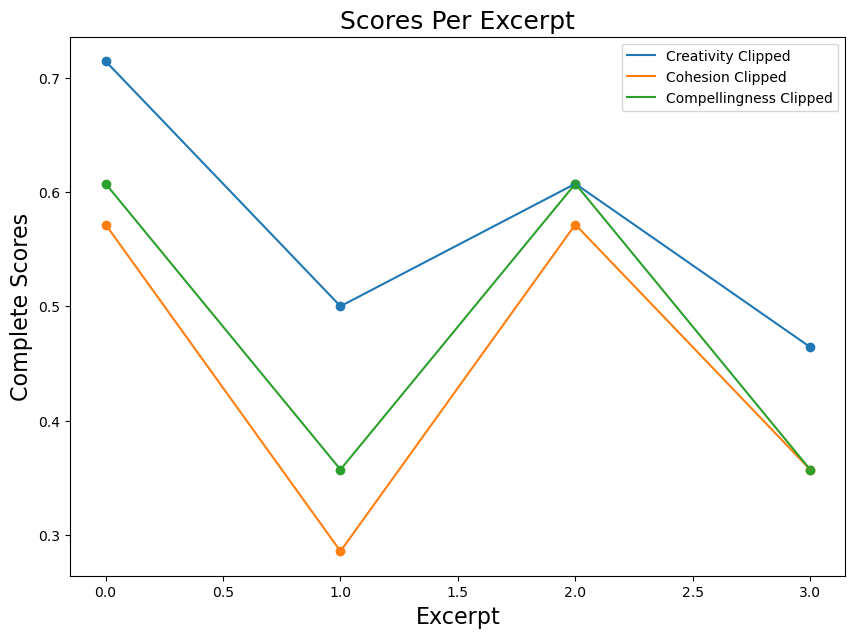 Scores Per Excerpt
Creativity Clipped
Cohesion Clipped
Compellingness Clipped
Complete Scores
0.7
0.6
0.5
0.4
0.3
0.0 0.5 1.0 1.5 2.0 2.5 3.0
Excerpt